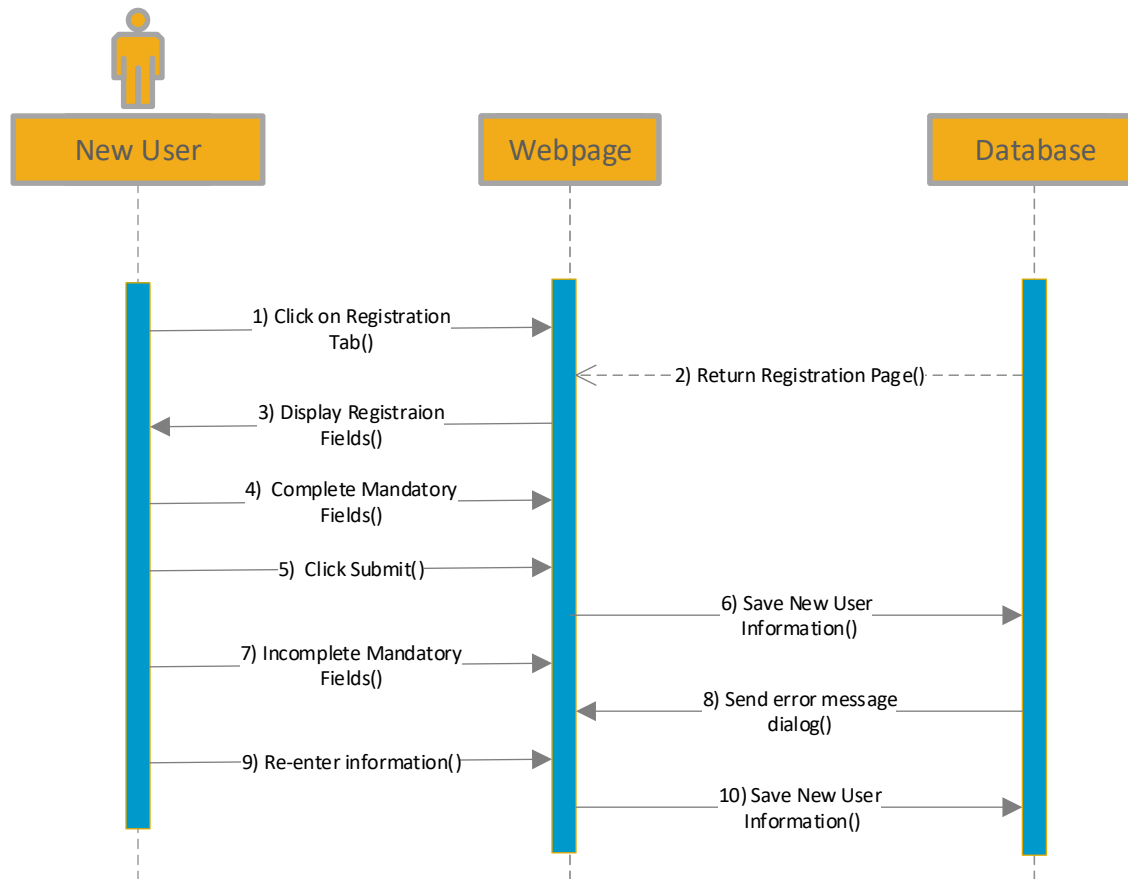 New User
Webpage
Database
1) Click on Registration
Tab()
2) Return Registration Page()
3) Display Registraion
Fields()
4) Complete Mandatory
Fields()
5) Click Submit()
6) Save New User
Information()
7) Incomplete Mandatory
Fields()
8) Send error message
dialog()
9) Re-enter information()
10) Save New User
Information()